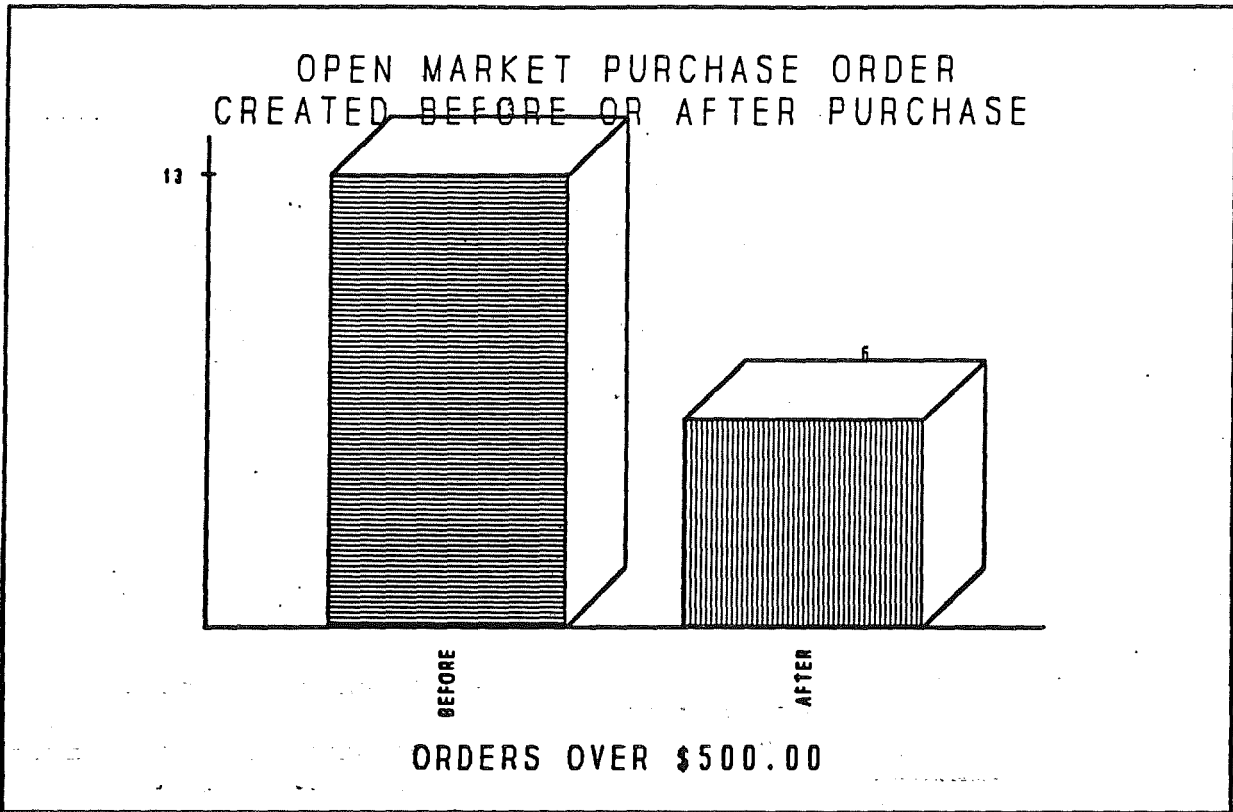 OPEN MARKET PURCHASE ORDER
CREATED BEFORE OR AFTER PURCHASE
13
6
BEFORE
AFTER
ORDERS OVER $500.00